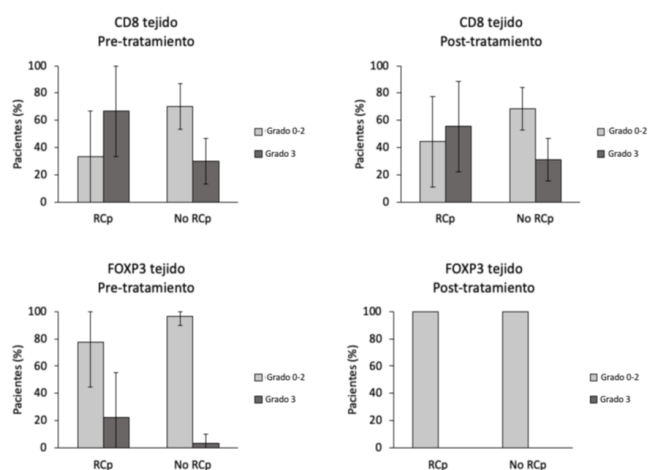 CD8 tejido
Pre-tratamiento
Pacientes (%)
100
80
60
40
20
0
RCp
No RCp
Grado 0-2
Grado 3
CD8 tejido
Post-tratamiento
Pacientes (%)
100
80
60
40
20
0
RCp
No RCp
Grado 0-2
Grado 3
FOXP3 tejido
Pre-tratamiento
Pacientes (%)
100
80
60
40
20
0
RCp
No RCp
Grado 0-2
Grado 3
FOXP3 tejido
Post-tratamiento
Pacientes (%)
100
80
60
40
20
0
RCp
No RCp
Grado 0-2
Grado 3